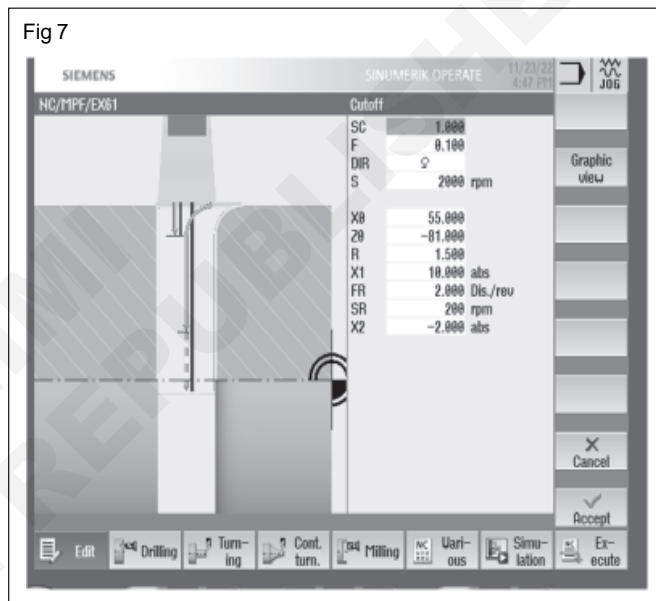 Fig 7
SIEMENS
SINUMERIK OPERATE
11/23/22
4:47 PM
JOG
NC/MPF/EX61
Cutoff
SC 1.000
F 0.100
DIR
S 2000 rpm
X0 55.000
Z0 -81.000
R 1.500
X1 10.000 abs
FR 2.000 Dis./rev
SR 200 rpm
X2 -2.000 abs
Graphic
view
Cancel
Accept
Edit
Drilling
Turn-
ing
Cont.
turn.
Milling
NC
Vari-
ous
Simu-
lation
Ex-
ecute
REPUBLISHE